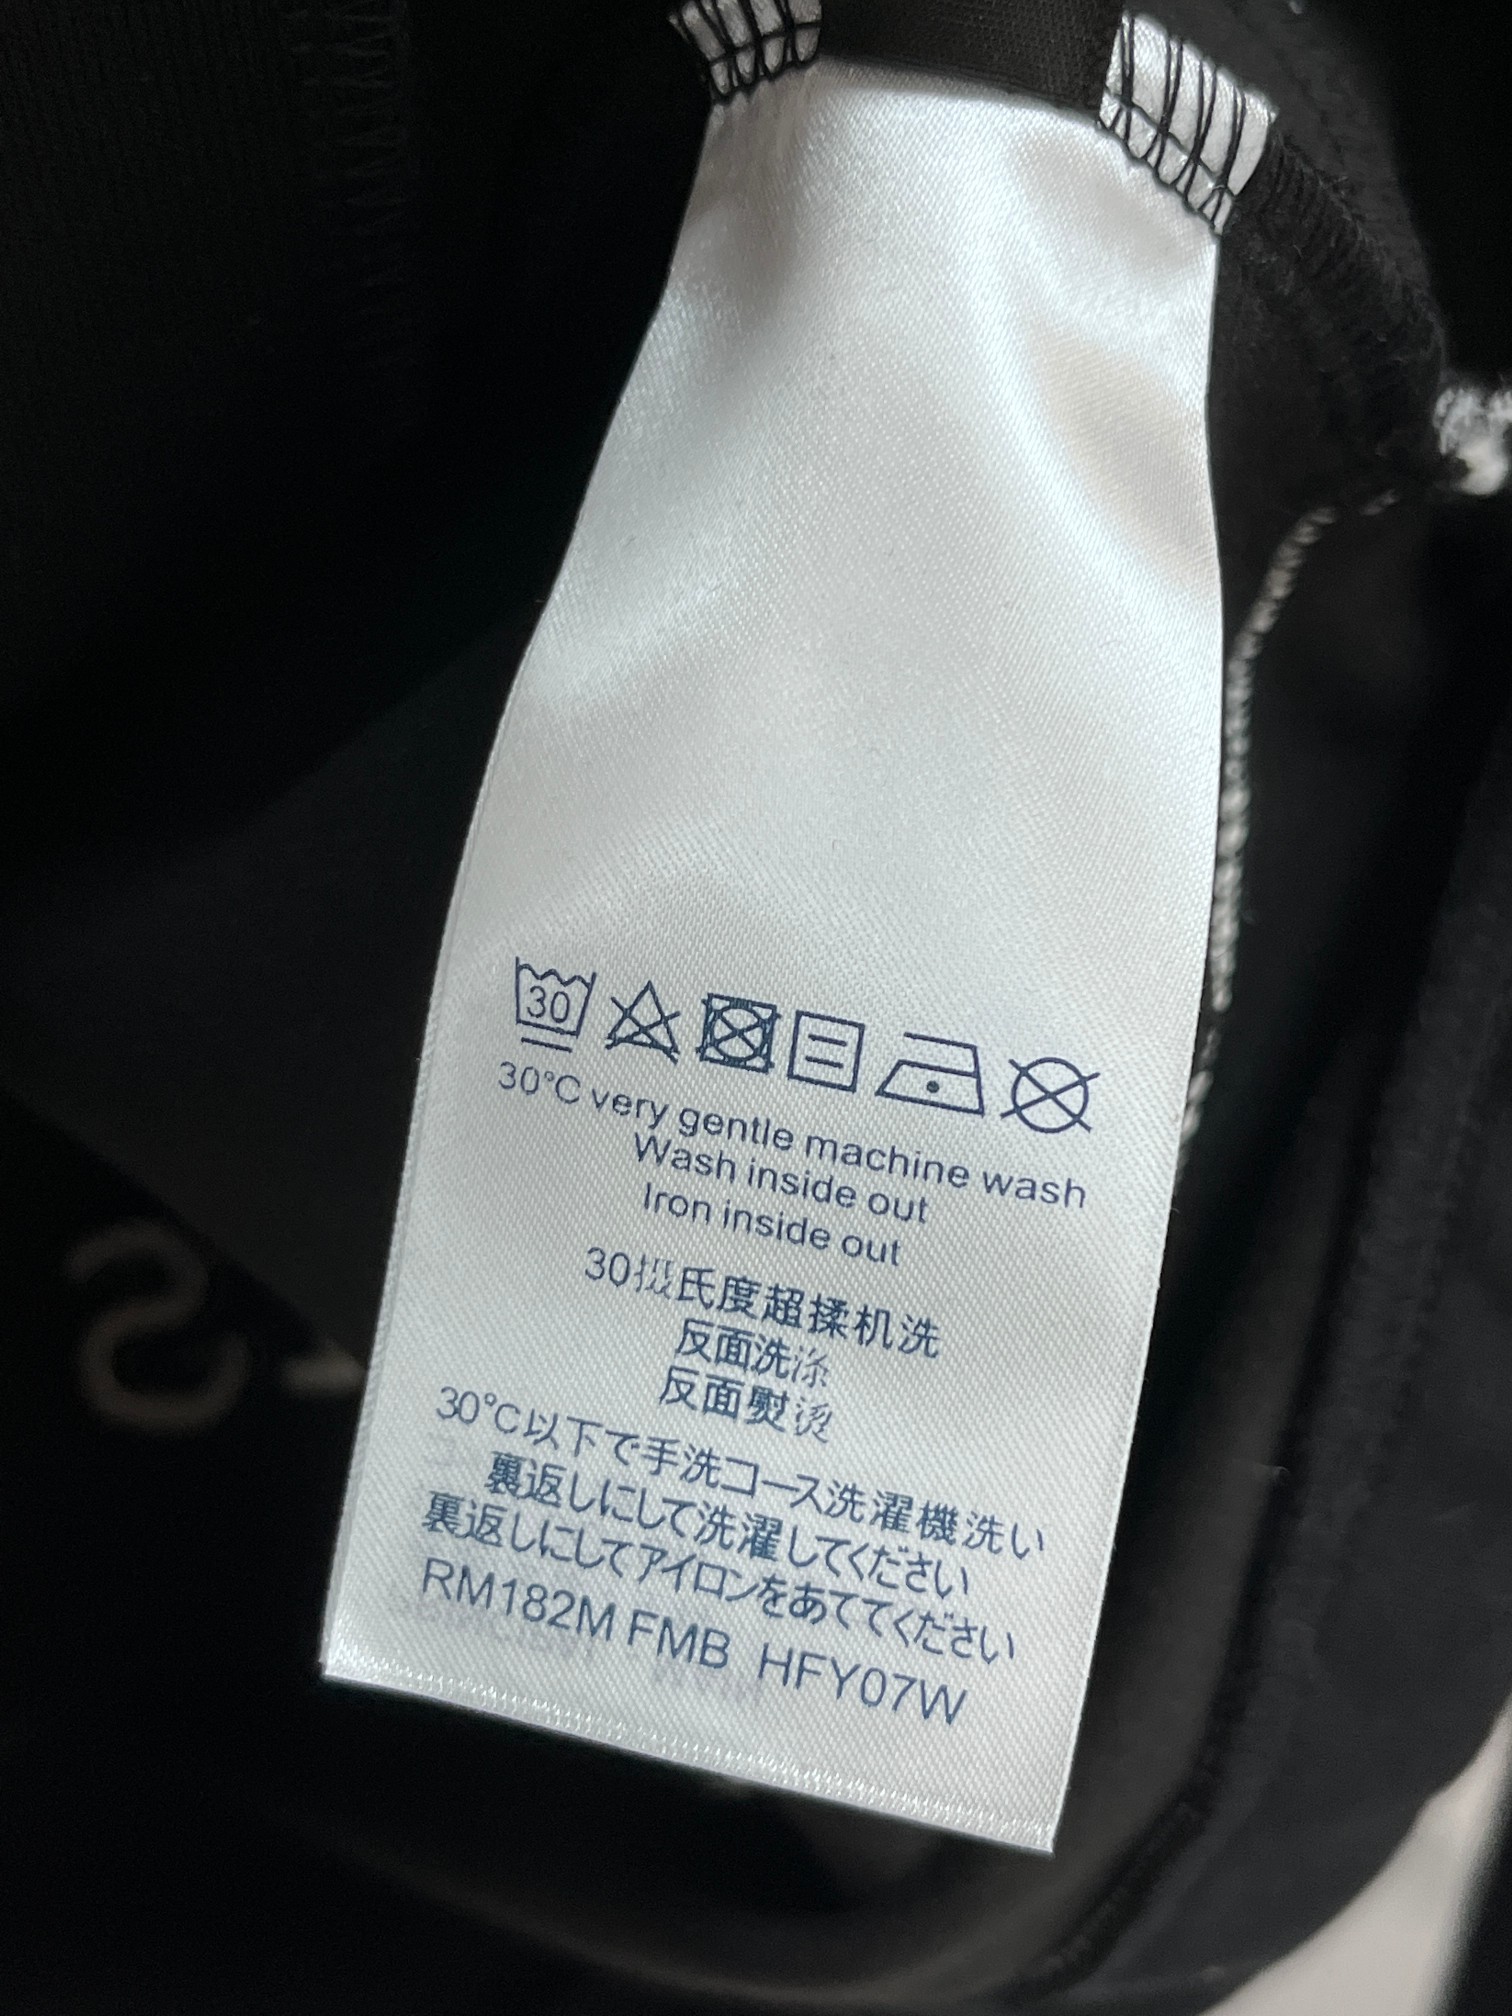 30
30°C very gentle machine wash
Wash inside out
Iron inside out
30摄氏度超揉机洗
反面洗涤
反面熨烫
30℃以下で手洗コース洗濯機洗い
裏返しにして洗濯してください
裏返しにしてアイロンをあててください
RM182M FMB HFY07W